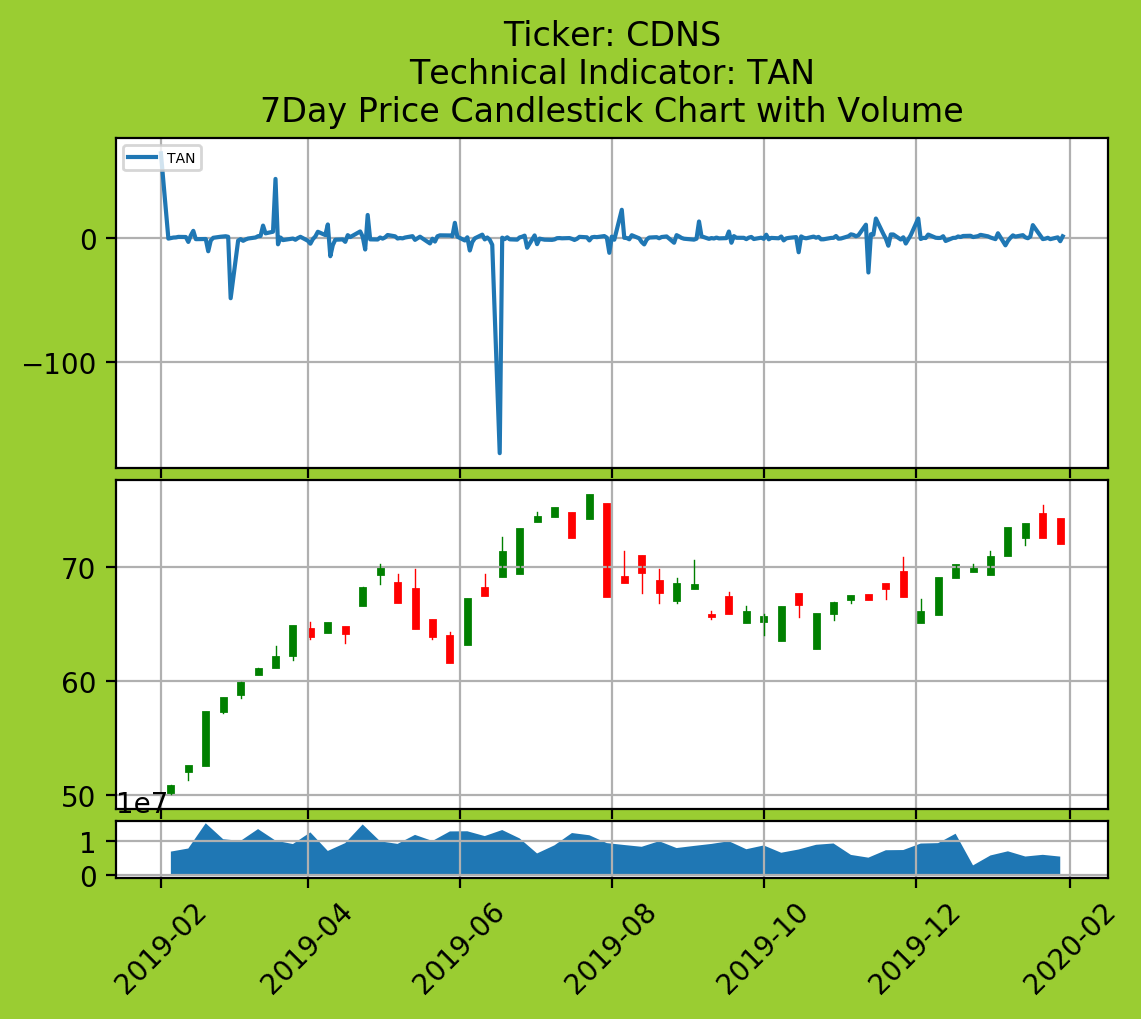 Ticker: CDNS
Technical Indicator: TAN
7Day Price Candlestick Chart with Volume
TAN
0
−100
70
60
50
1e7
1
0
2019-02
2019-04
2019-06
2019-08
2019-10
2019-12
2020-02